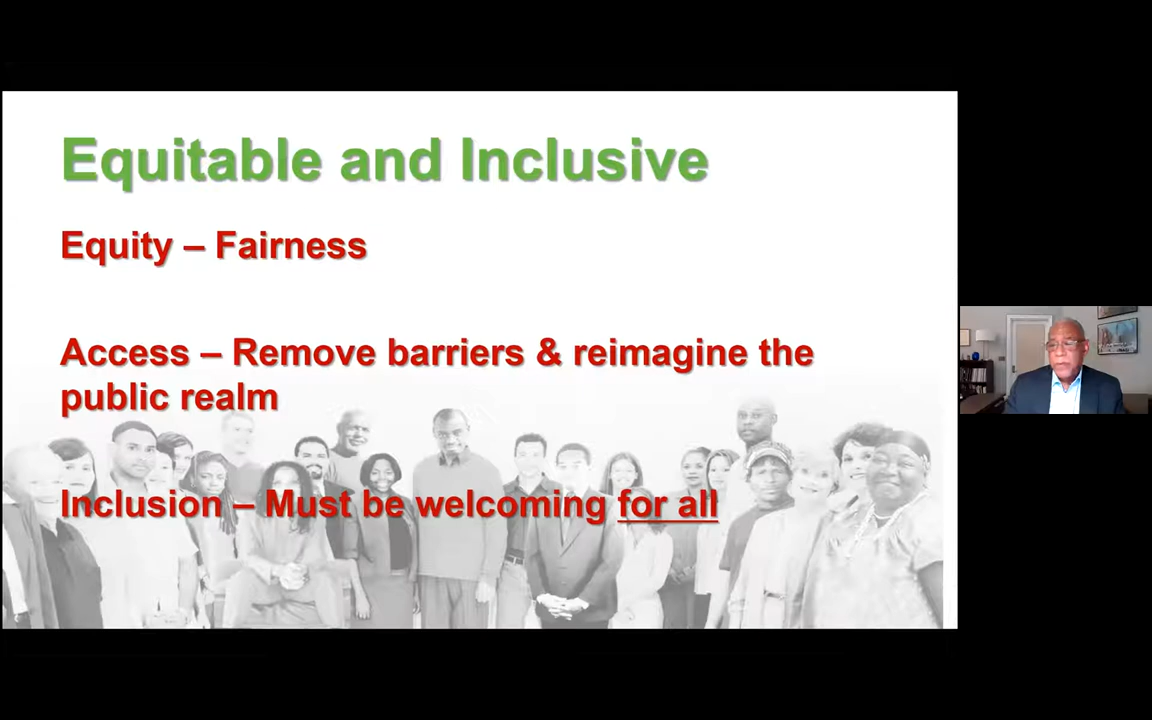 Equitable and Inclusive
Equity – Fairness
Access – Remove barriers & reimagine the
public realm
Inclusion – Must be welcoming for all